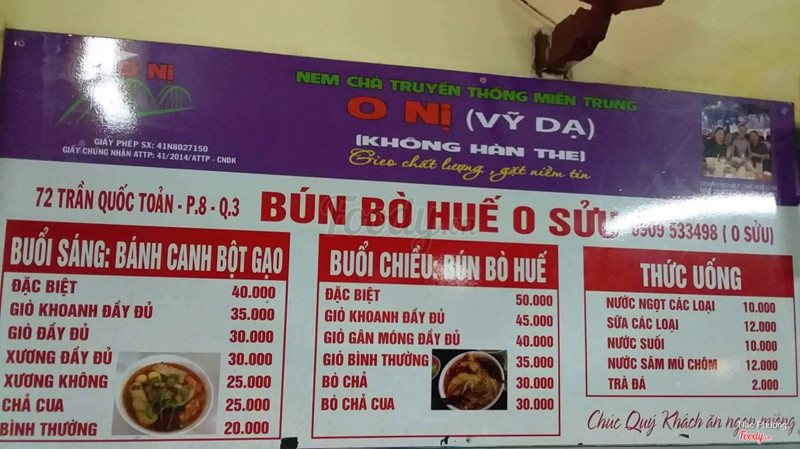 O NỊ
GIẤY PHÉP SX: 41N8027150
GIẤY CHỨNG NHẬN ATTP: 41/2014/ATTP - CNĐK
NEM CHẢ TRUYỀN THỐNG MIỀN TRUNG
O NỊ (VỸ DẠ)
(KHÔNG HÀN THE)
Gieo chất lượng, gặt niềm tin
72 TRẦN QUỐC TOẢN - P.8 - Q.3
BÚN BÒ HUẾ O SỬU
0909 533498 ( O SỬU)
BUỔI SÁNG: BÁNH CANH BỘT GẠO
ĐẶC BIỆT 40.000
GIÒ KHOANH ĐẦY ĐỦ 35.000
GIÒ ĐẦY ĐỦ 30.000
XƯƠNG ĐẦY ĐỦ 30.000
XƯƠNG KHÔNG 25.000
CHẢ CUA 25.000
BÌNH THƯỜNG 20.000
BUỔI CHIỀU: BÚN BÒ HUẾ
ĐẶC BIỆT 50.000
GIÒ KHOANH ĐẦY ĐỦ 45.000
GIÒ GÂN MÓNG ĐẦY ĐỦ 40.000
GIÒ BÌNH THƯỜNG 35.000
BÒ CHẢ 30.000
BÒ CHẢ CUA 30.000
THỨC UỐNG
NƯỚC NGỌT CÁC LOẠI 10.000
SỮA CÁC LOẠI 12.000
NƯỚC SUỐI 10.000
NƯỚC SÂM MŨ CHÔM 12.000
TRÀ ĐÁ 2.000
Chúc Quý Khách ăn ngon miệng
Foody.vn
Foody